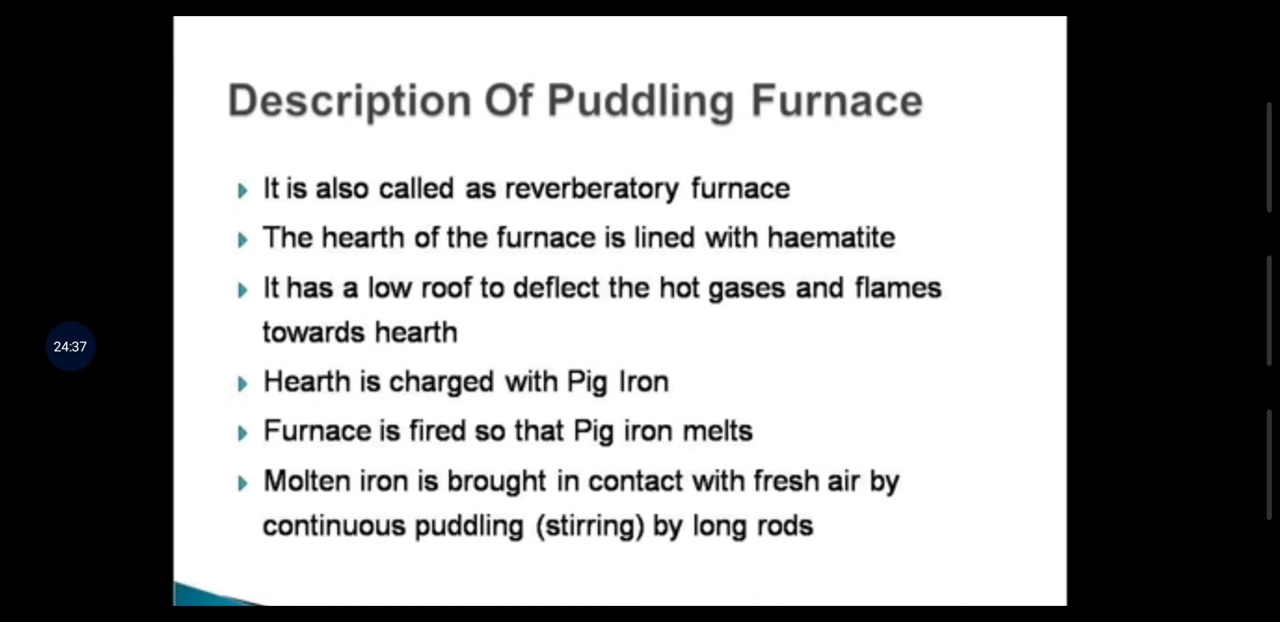 Description Of Puddling Furnace
It is also called as reverberatory furnace
The hearth of the furnace is lined with haematite
It has a low roof to deflect the hot gases and flames
towards hearth
Hearth is charged with Pig Iron
Furnace is fired so that Pig iron melts
Molten iron is brought in contact with fresh air by
continuous puddling (stirring) by long rods
24:37